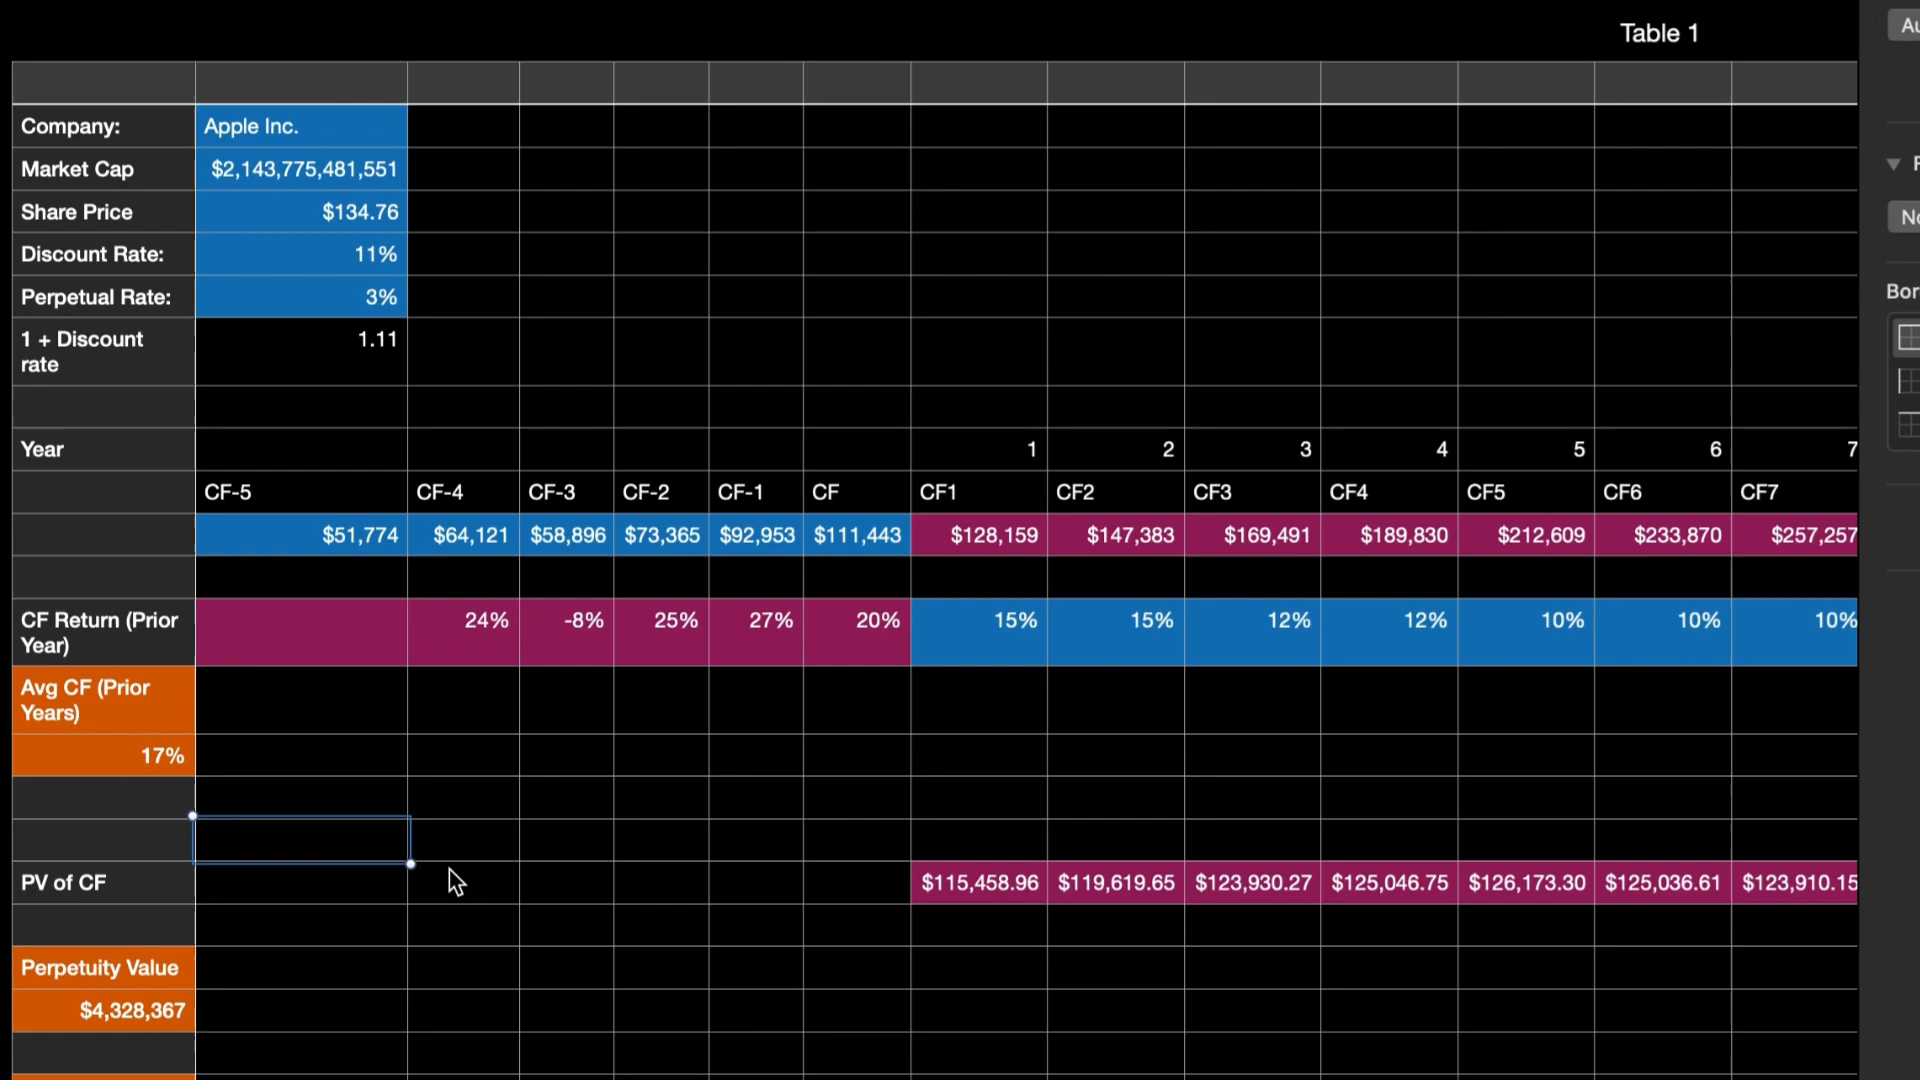 Table 1
Company: Apple Inc.
Market Cap $2,143,775,481,551
Share Price $134.76
Discount Rate: 11%
Perpetual Rate: 3%
1 + Discount 1.11
rate
Year 1 2 3 4 5 6 7
CF-5 CF-4 CF-3 CF-2 CF-1 CF CF1 CF2 CF3 CF4 CF5 CF6 CF7
$51,774 $64,121 $58,896 $73,365 $92,953 $111,443 $128,159 $147,383 $169,491 $189,830 $212,609 $233,870 $257,257
CF Return (Prior 24% -8% 25% 27% 20% 15% 15% 12% 12% 10% 10% 10%
Year)
Avg CF (Prior
Years)
17%
PV of CF $115,458.96 $119,619.65 $123,930.27 $125,046.75 $126,173.30 $125,036.61 $123,910.15
Perpetuity Value
$4,328,367